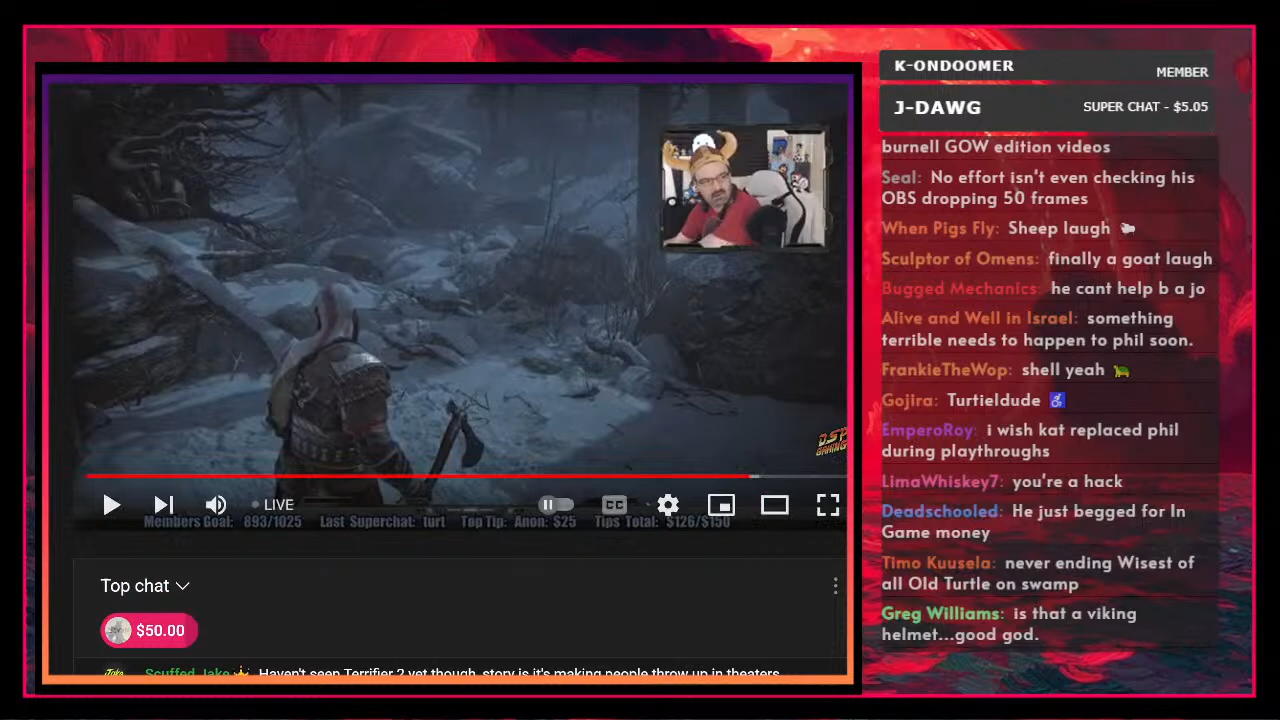 K-ONDOOMER
MEMBER
J-DAWG
SUPER CHAT - $5.05
burnell GOW edition videos
Seal: No effort isn't even checking his
OBS dropping 50 frames
When Pigs Fly: Sheep laugh
Sculptor of Omens: finally a goat laugh
Bugged Mechanics: he cant help b a jo
Alive and Well in Israel: something
terrible needs to happen to phil soon.
FrankieTheWop: shell yeah
Gojira: Turtieldude
EmperoRoy: i wish kat replaced phil
during playthroughs
LimaWhiskey7: you're a hack
Deadschooled: He just begged for In
Game money
Timo Kuusela: never ending Wisest of
all Old Turtle on swamp
Greg Williams: is that a viking
helmet...good god.
DSP
GAMING
LIVE
CC
Members Goal: 893/1025 Last Superchat: turt Top Tip: Anon: $25 Tips Total: $126/$150
Top chat
$50.00
Scuffed Jake Haven't seen Terrifier 2 yet though, story is it's making people throw up in theaters